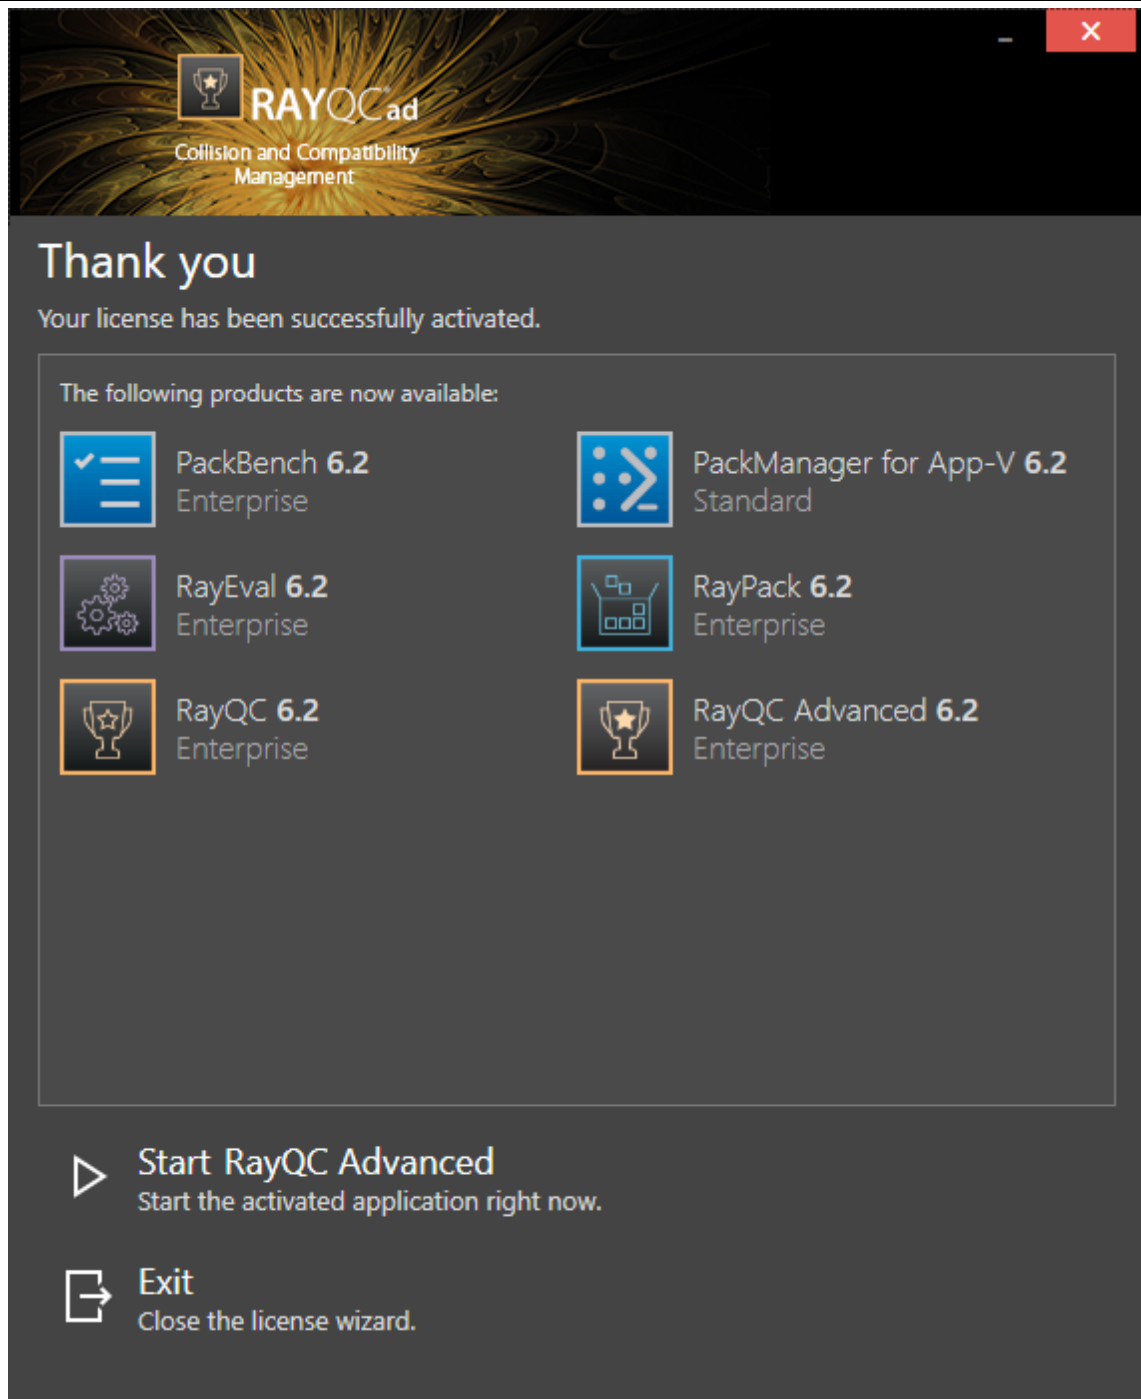 RAYQC®ad
Collision and Compatibility
Management
Thank you
Your license has been successfully activated.
The following products are now available:
PackBench 6.2
Enterprise
PackManager for App-V 6.2
Standard
RayEval 6.2
Enterprise
RayPack 6.2
Enterprise
RayQC 6.2
Enterprise
RayQC Advanced 6.2
Enterprise
Start RayQC Advanced
Start the activated application right now.
Exit
Close the license wizard.